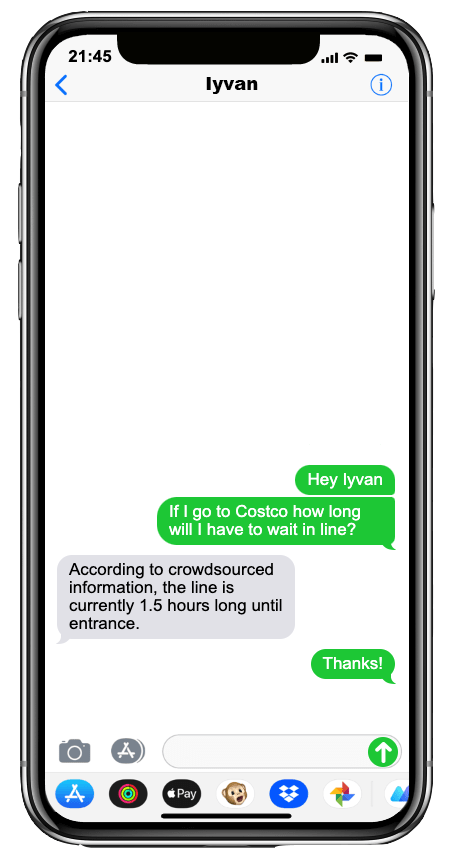 21:45
Iyvan
Hey Iyvan
If I go to Costco how long
will I have to wait in line?
According to crowdsourced
information, the line is
currently 1.5 hours long until
entrance.
Thanks!
Pay